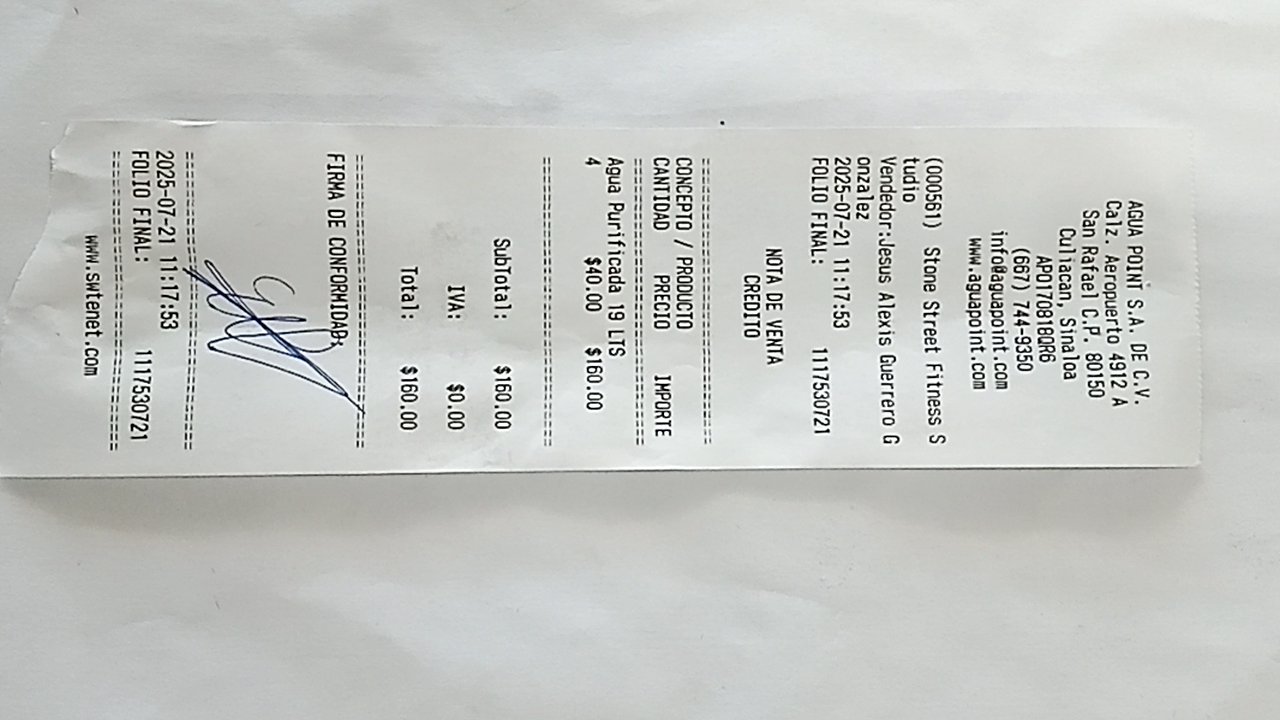 AGUA POINT S.A. DE C.V.
Calz. Aeropuerto 4912 A
San Rafael C.P. 80150
Culiacan, Sinaloa
APO170818QR6
(667) 744-9350
info@aguapoint.com
www.aguapoint.com
(000561) Stone Street Fitness S
tudio
Vendedor:Jesus Alexis Guerrero G
onzalez
2025-07-21 11:17:53
FOLIO FINAL: 1117530721
NOTA DE VENTA
CREDITO
===============================
CONCEPTO / PRODUCTO
CANTIDAD PRECIO IMPORTE
===============================
Agua Purificada 19 LTS
4 $40.00 $160.00
===============================
SubTotal: $160.00
IVA: $0.00
Total: $160.00
===============================
FIRMA DE CONFORMIDAD:
===============================
2025-07-21 11:17:53
FOLIO FINAL: 1117530721
===============================
www.swtenet.com